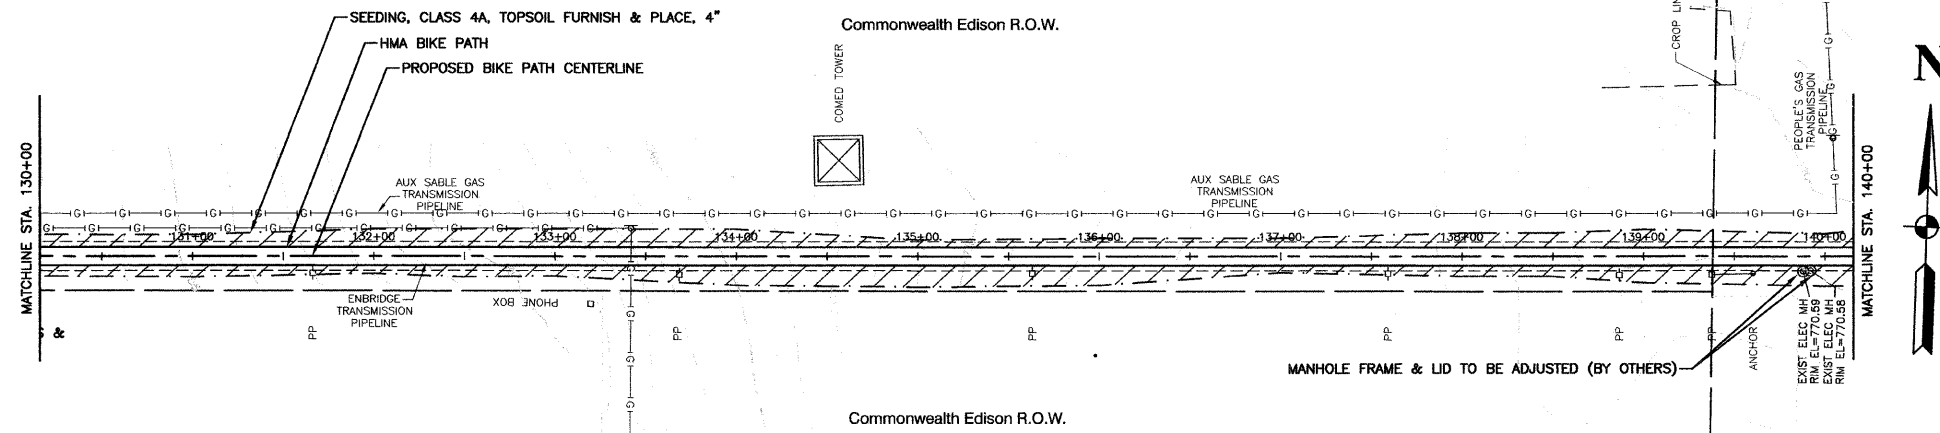 SEEDING, CLASS 4A, TOPSOIL FURNISH & PLACE, 4"
HMA BIKE PATH
PROPOSED BIKE PATH CENTERLINE
Commonwealth Edison R.O.W.
COMED TOWER
CROP LIN
PEOPLE'S GAS
TRANSMISSION
PIPELINE
N
MATCHLINE STA. 130+00
MATCHLINE STA. 140+00
AUX SABLE GAS
TRANSMISSION
PIPELINE
AUX SABLE GAS
TRANSMISSION
PIPELINE
131+00
132+00
133+00
134+00
135+00
136+00
137+00
138+00
139+00
140+00
ENBRIDGE
TRANSMISSION
PIPELINE
PHONE BOX
&
PP
PP
PP
PP
PP
PP
ANCHOR
EXIST ELEC MH
RIM EL=770.59
EXIST ELEC MH
RIM EL=770.58
MANHOLE FRAME & LID TO BE ADJUSTED (BY OTHERS)
Commonwealth Edison R.O.W.